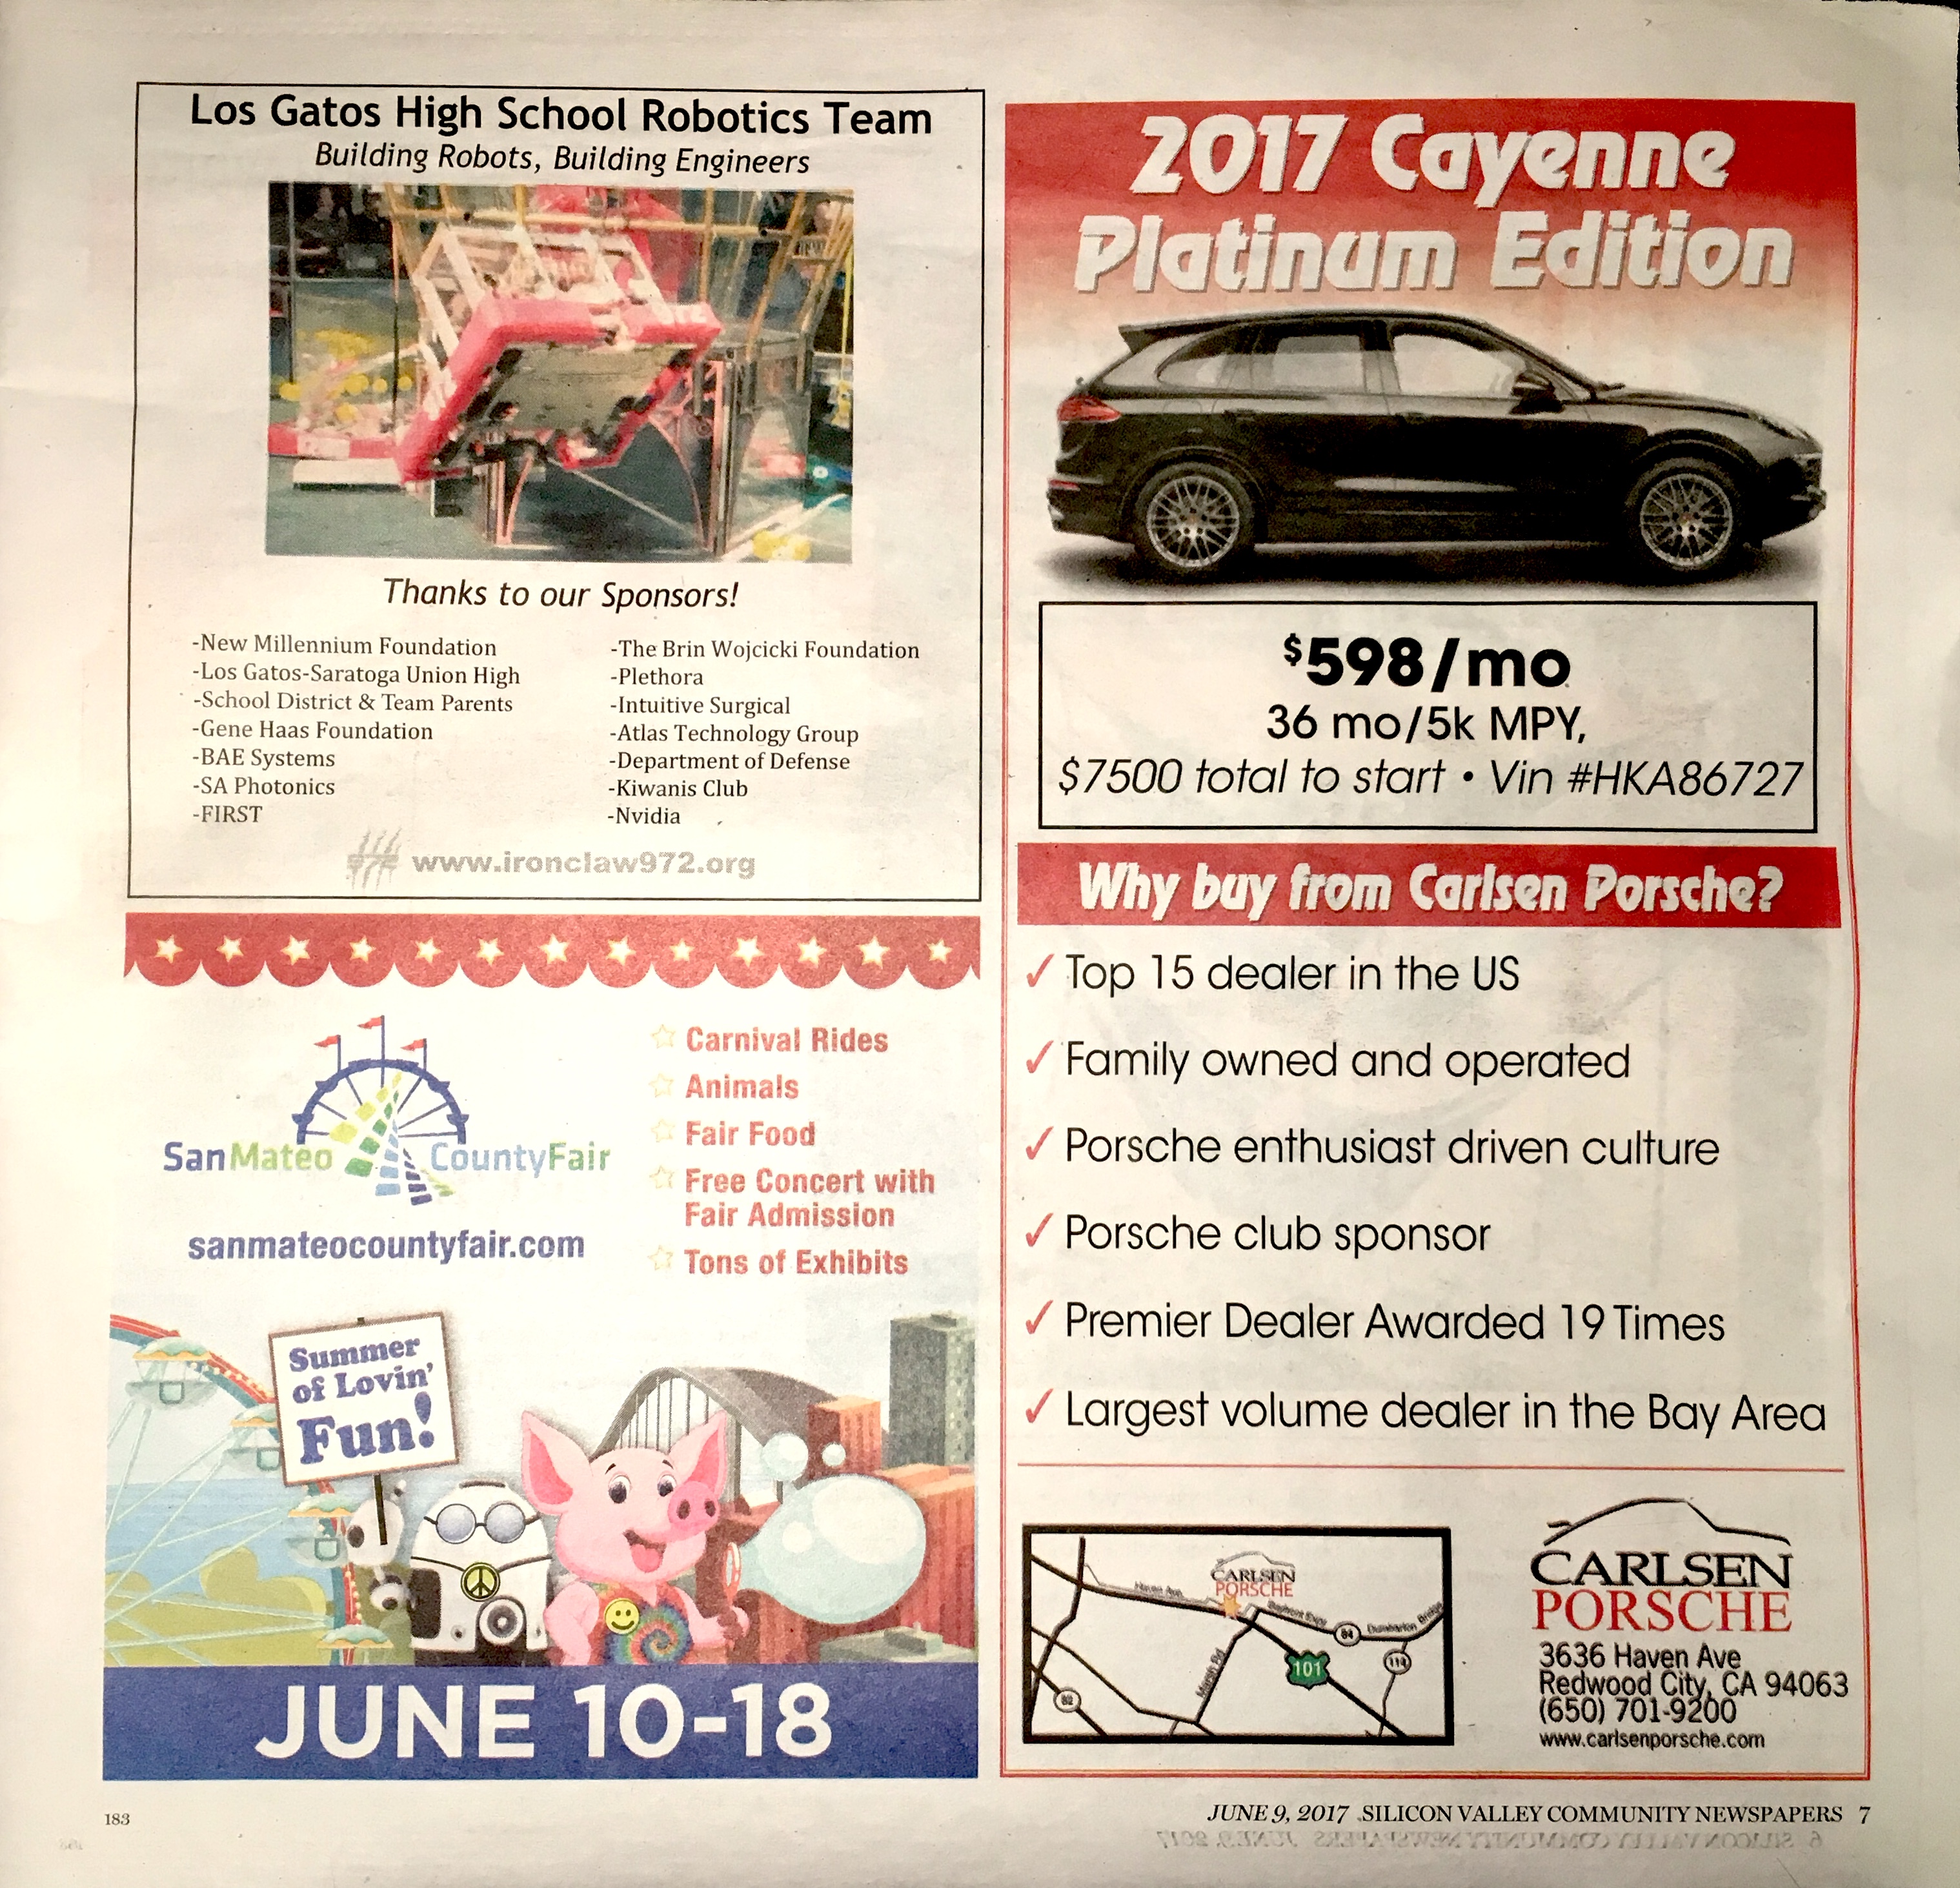 Los Gatos High School Robotics Team
Building Robots, Building Engineers
Thanks to our Sponsors!
-New Millennium Foundation
-Los Gatos-Saratoga Union High
-School District & Team Parents
-Gene Haas Foundation
-BAE Systems
-SA Photonics
-FIRST
-The Brin Wojcicki Foundation
-Plethora
-Intuitive Surgical
-Atlas Technology Group
-Department of Defense
-Kiwanis Club
-Nvidia
www.ironclaw972.org
SanMateo CountyFair
sanmateocountyfair.com
Carnival Rides
Animals
Fair Food
Free Concert with
Fair Admission
Tons of Exhibits
Summer
of Lovin'
Fun!
JUNE 10-18
2017 Cayenne
Platinum Edition
$598/mo
36 mo/5k MPY,
$7500 total to start • Vin #HKA86727
Why buy from Carlsen Porsche?
✓ Top 15 dealer in the US
✓ Family owned and operated
✓ Porsche enthusiast driven culture
✓ Porsche club sponsor
✓ Premier Dealer Awarded 19 Times
✓ Largest volume dealer in the Bay Area
CARLSEN
PORSCHE
Haven Ave
Bayfront Expy
84
Dumbarton Bridge
Marsh Rd
101
114
82
CARLSEN
PORSCHE
3636 Haven Ave
Redwood City, CA 94063
(650) 701-9200
www.carlsenporsche.com
183
JUNE 9, 2017 SILICON VALLEY COMMUNITY NEWSPAPERS 7